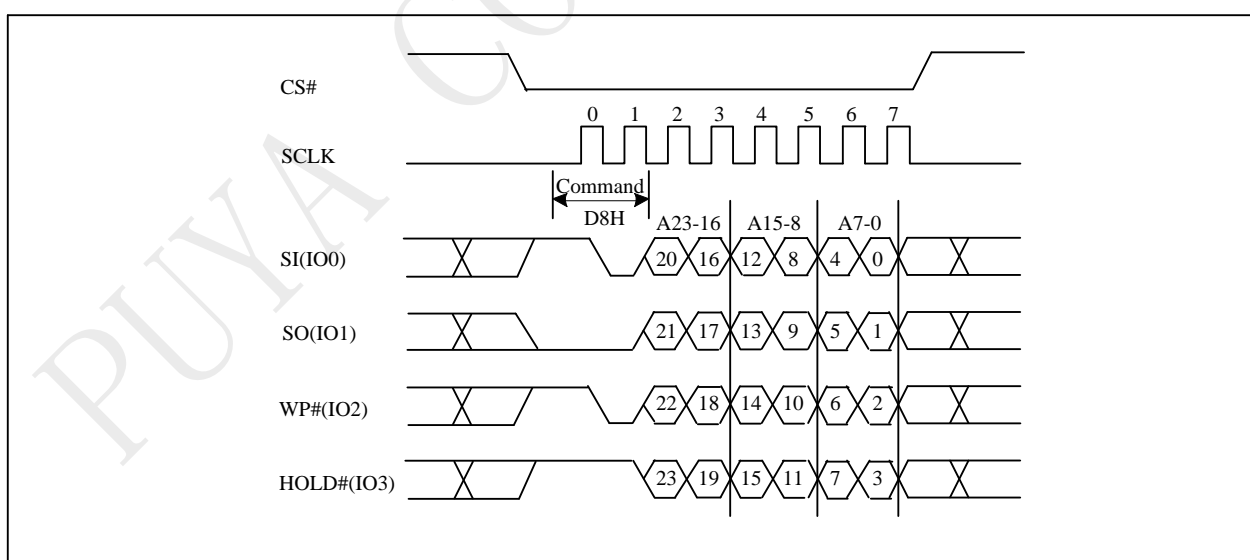 PUYA CO
CS#
0 1 2 3 4 5 6 7
SCLK
Command
D8H
A23-16 A15-8 A7-0
SI(IO0) 20 16 12 8 4 0
SO(IO1) 21 17 13 9 5 1
WP#(IO2) 22 18 14 10 6 2
HOLD#(IO3) 23 19 15 11 7 3